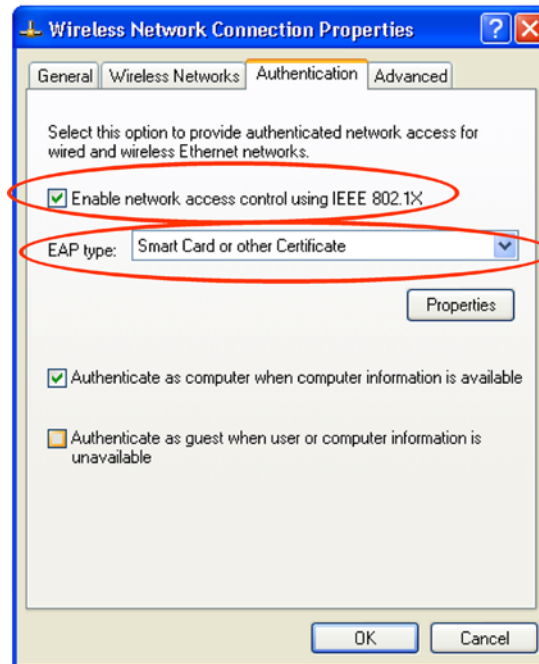 Wireless Network Connection Properties
General Wireless Networks Authentication Advanced
Select this option to provide authenticated network access for
wired and wireless Ethernet networks.
Enable network access control using IEEE 802.1X
EAP type: Smart Card or other Certificate
Properties
Authenticate as computer when computer information is available
Authenticate as guest when user or computer information is
unavailable
OK Cancel